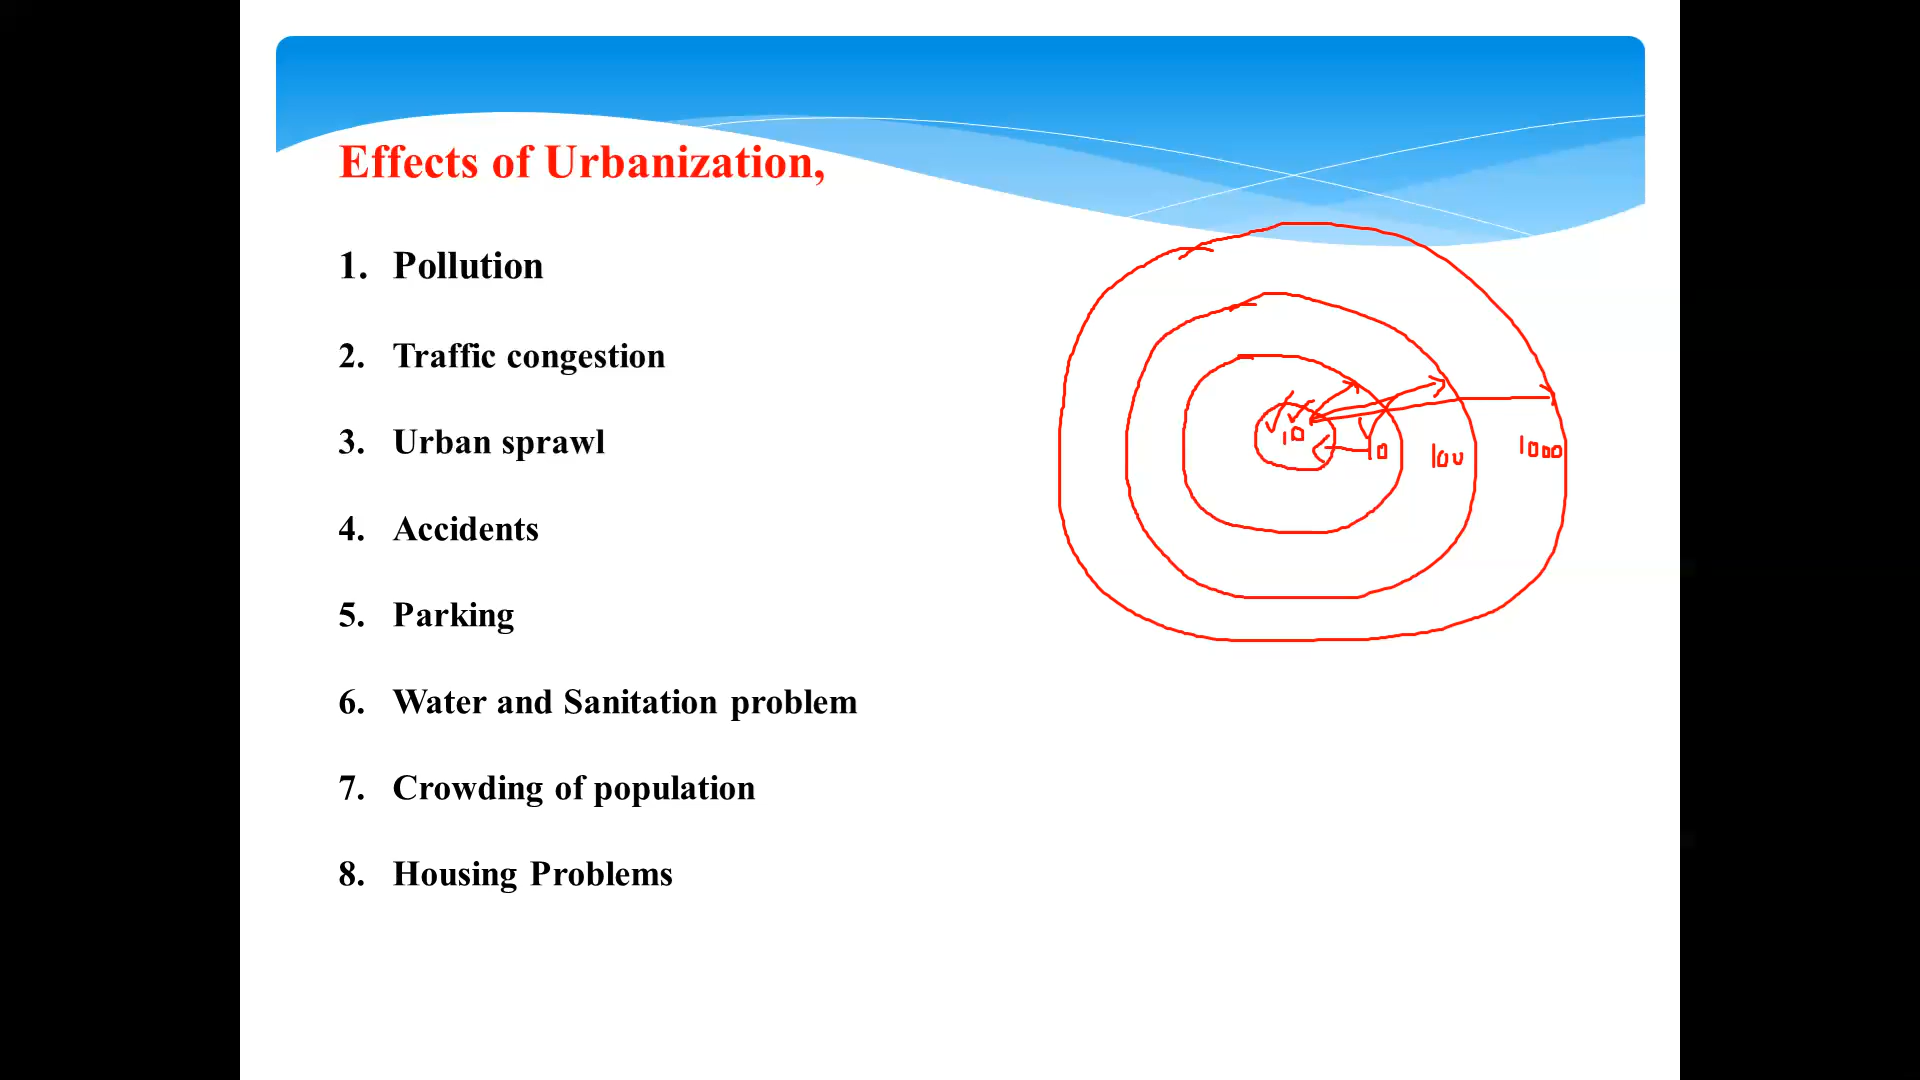 Effects of Urbanization,
1. Pollution
2. Traffic congestion
3. Urban sprawl
4. Accidents
5. Parking
6. Water and Sanitation problem
7. Crowding of population
8. Housing Problems
10 10 100 1000